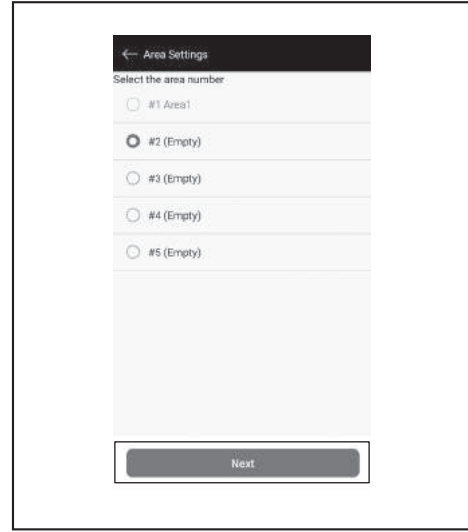 ← Area Settings
Select the area number
#1 Area1
#2 (Empty)
#3 (Empty)
#4 (Empty)
#5 (Empty)
Next